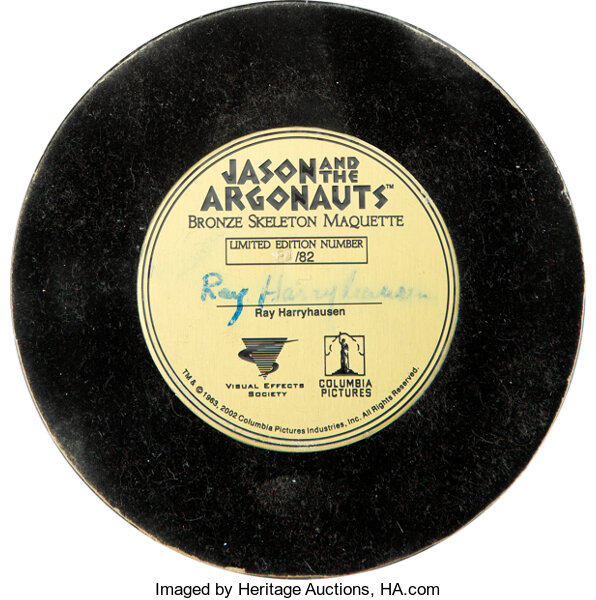 JASON AND THE
ARGONAUTS™
BRONZE SKELETON MAQUETTE
LIMITED EDITION NUMBER
/82
Ray Harryhausen
Ray Harryhausen
VISUAL EFFECTS
SOCIETY
COLUMBIA
PICTURES
TM & © 1963, 2002 Columbia Pictures Industries, Inc. All Rights Reserved.
Imaged by Heritage Auctions, HA.com